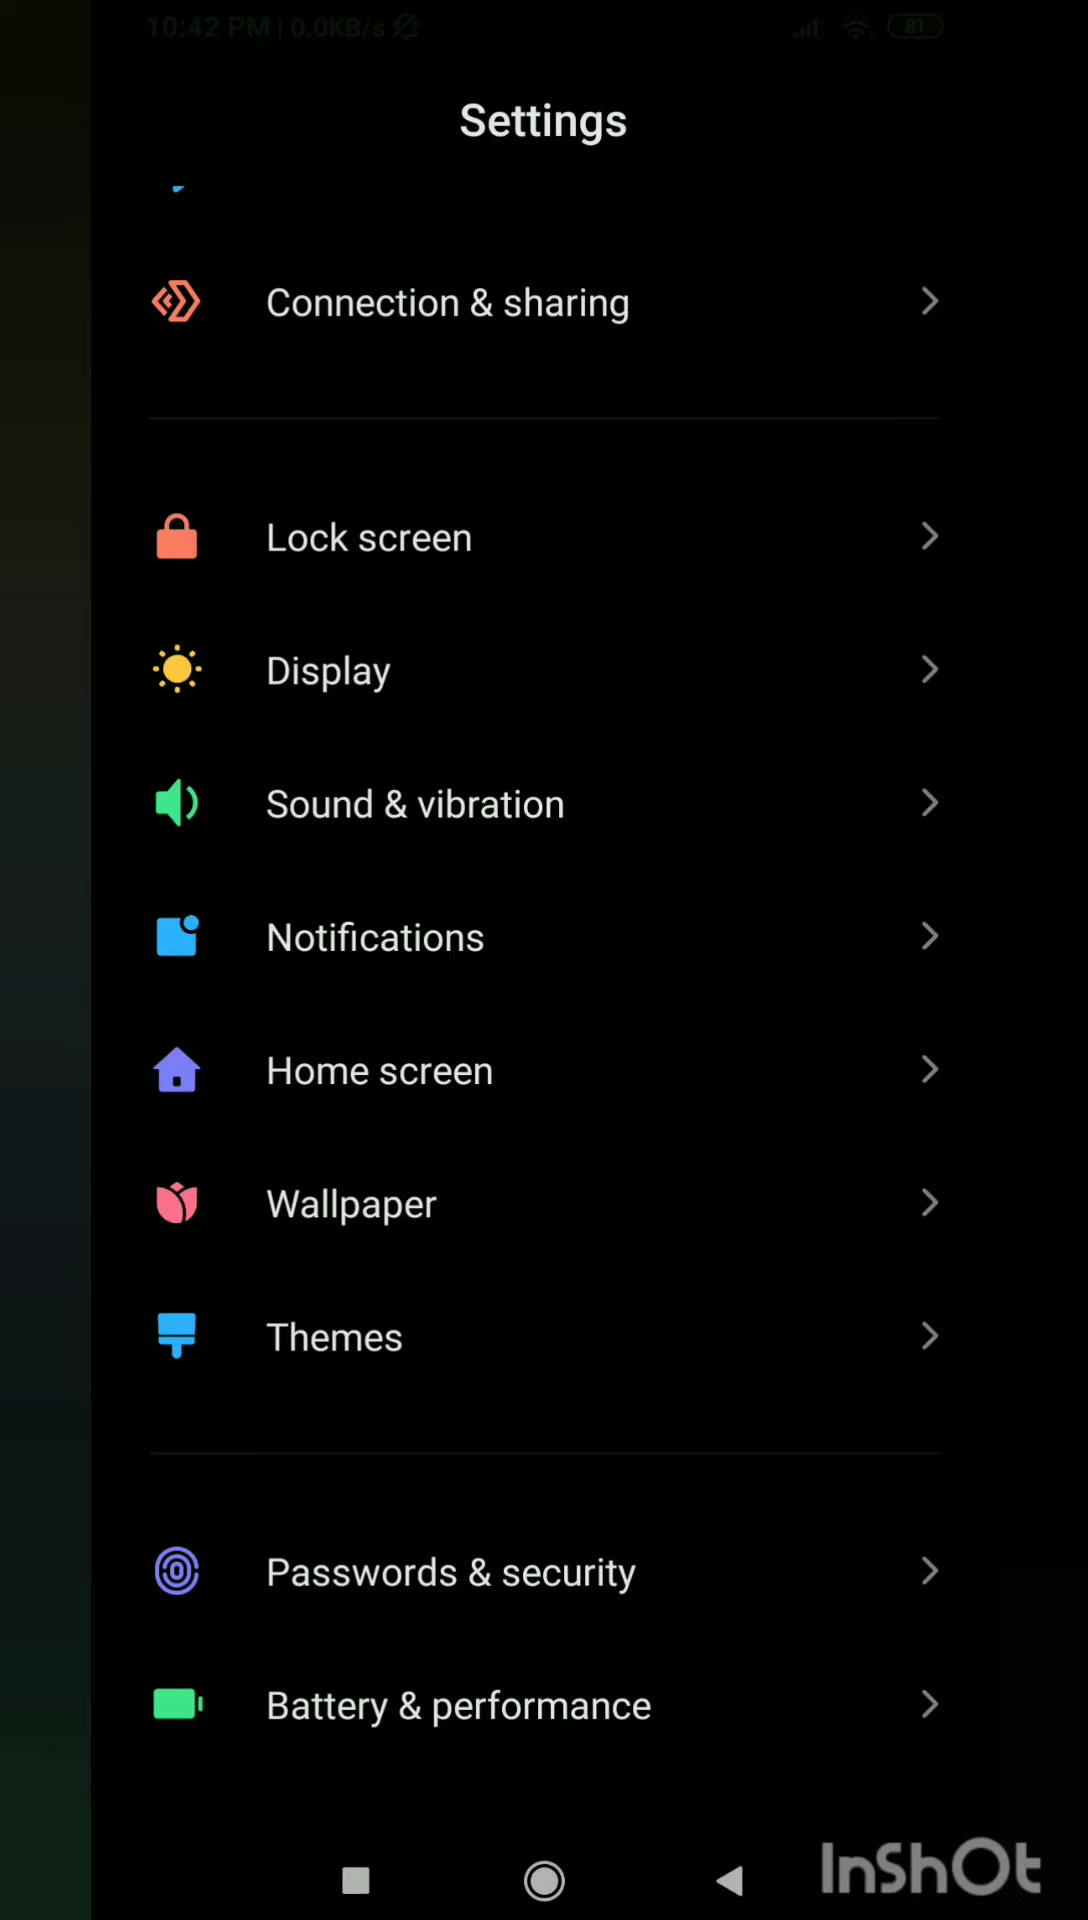 10:42 PM | 0.0KB/s
81
Settings
Connection & sharing
Lock screen
Display
Sound & vibration
Notifications
Home screen
Wallpaper
Themes
Passwords & security
Battery & performance
InShOt